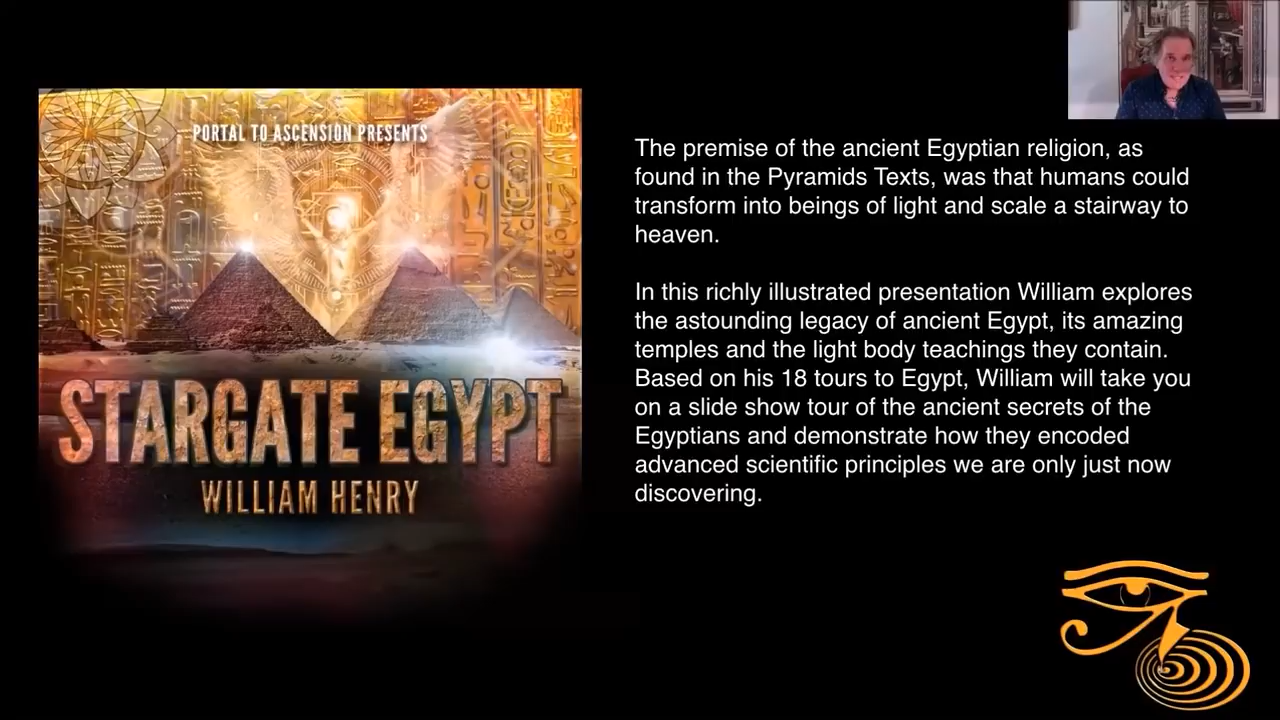 PORTAL TO ASCENSION PRESENTS
STARGATE EGYPT
WILLIAM HENRY
The premise of the ancient Egyptian religion, as
found in the Pyramids Texts, was that humans could
transform into beings of light and scale a stairway to
heaven.
In this richly illustrated presentation William explores
the astounding legacy of ancient Egypt, its amazing
temples and the light body teachings they contain.
Based on his 18 tours to Egypt, William will take you
on a slide show tour of the ancient secrets of the
Egyptians and demonstrate how they encoded
advanced scientific principles we are only just now
discovering.